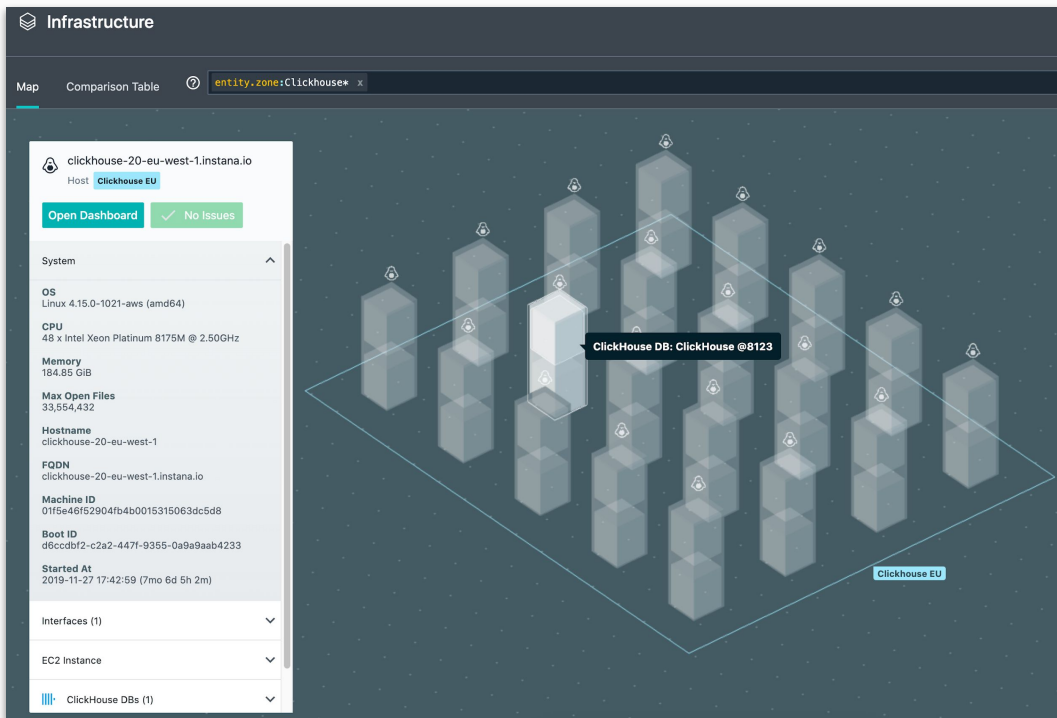 Infrastructure
Map
Comparison Table
?
entity.zone:Clickhouse* x
clickhouse-20-eu-west-1.instana.io
Host Clickhouse EU
Open Dashboard
No Issues
System
OS
Linux 4.15.0-1021-aws (amd64)
CPU
48 x Intel Xeon Platinum 8175M @ 2.50GHz
Memory
184.85 GiB
Max Open Files
33,554,432
Hostname
clickhouse-20-eu-west-1
FQDN
clickhouse-20-eu-west-1.instana.io
Machine ID
01f5e46f52904fb4b0015315063dc5d8
Boot ID
d6ccdbf2-c2a2-447f-9355-0a9a9aab4233
Started At
2019-11-27 17:42:59 (7mo 6d 5h 2m)
Interfaces (1)
EC2 Instance
ClickHouse DBs (1)
ClickHouse DB: ClickHouse @8123
Clickhouse EU